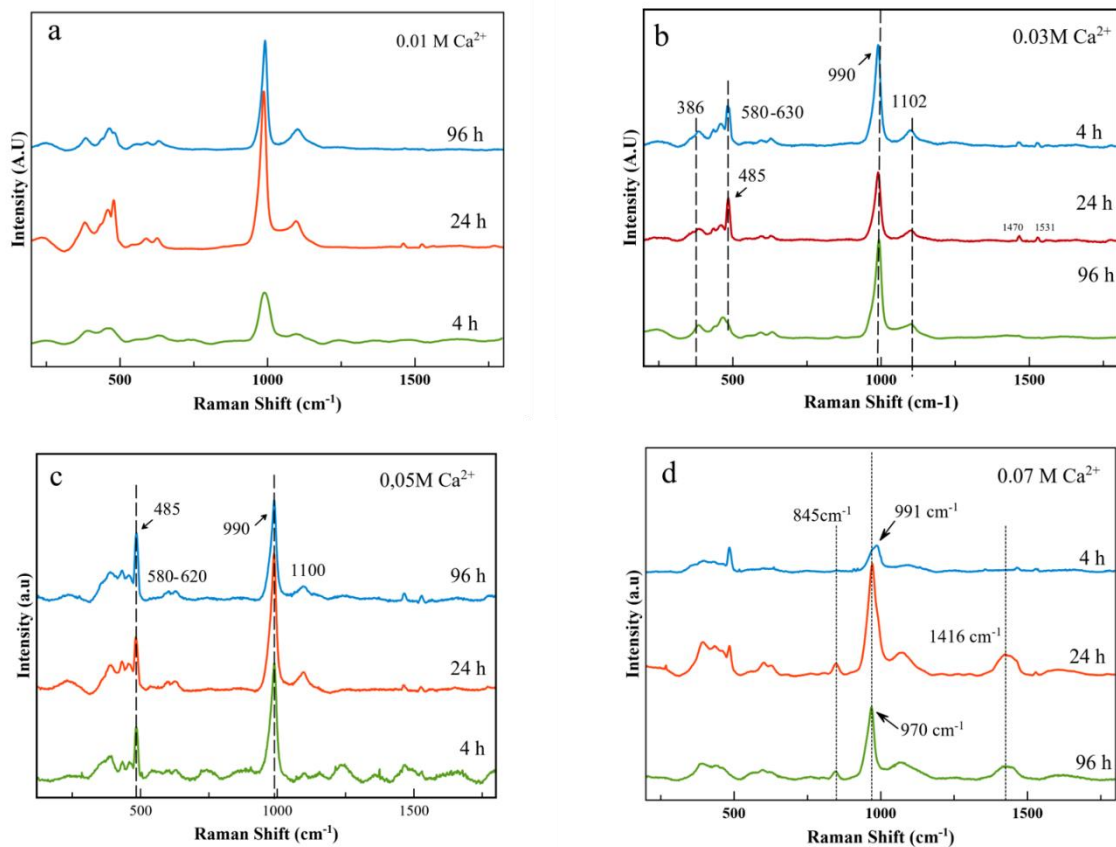 a
0.01 M Ca²⁺
96 h
24 h
4 h
Intensity (A.U)
500
1000
1500
Raman Shift (cm⁻¹)
b
0.03M Ca²⁺
990
386
580-630
1102
4 h
485
24 h
1470
1531
96 h
Intensity (A.U)
500
1000
1500
Raman Shift (cm-1)
c
0,05M Ca²⁺
485
990
580-620
1100
96 h
24 h
4 h
Intensity (a.u)
500
1000
1500
Raman Shift (cm⁻¹)
d
0.07 M Ca²⁺
845cm⁻¹
991 cm⁻¹
4 h
1416 cm⁻¹
24 h
970 cm⁻¹
96 h
Intensity (a.u)
500
1000
1500
Raman Shift (cm⁻¹)